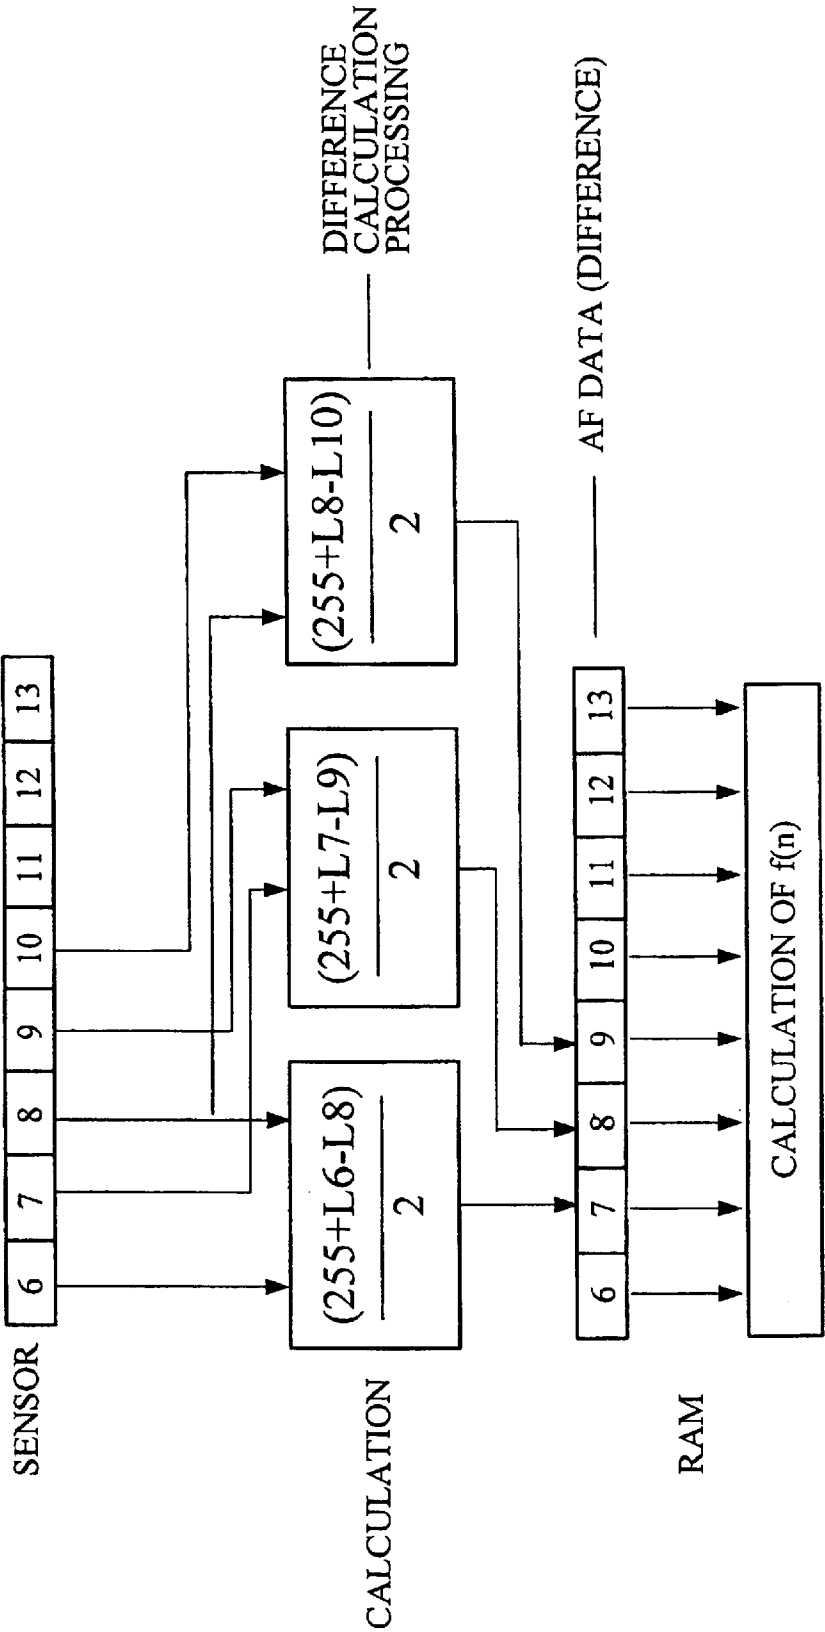 SENSOR
6 7 8 9 10 11 12 13
CALCULATION
(255+L6-L8)
2
(255+L7-L9)
2
(255+L8-L10)
2
DIFFERENCE
CALCULATION
PROCESSING
RAM
6 7 8 9 10 11 12 13
AF DATA (DIFFERENCE)
CALCULATION OF f(n)